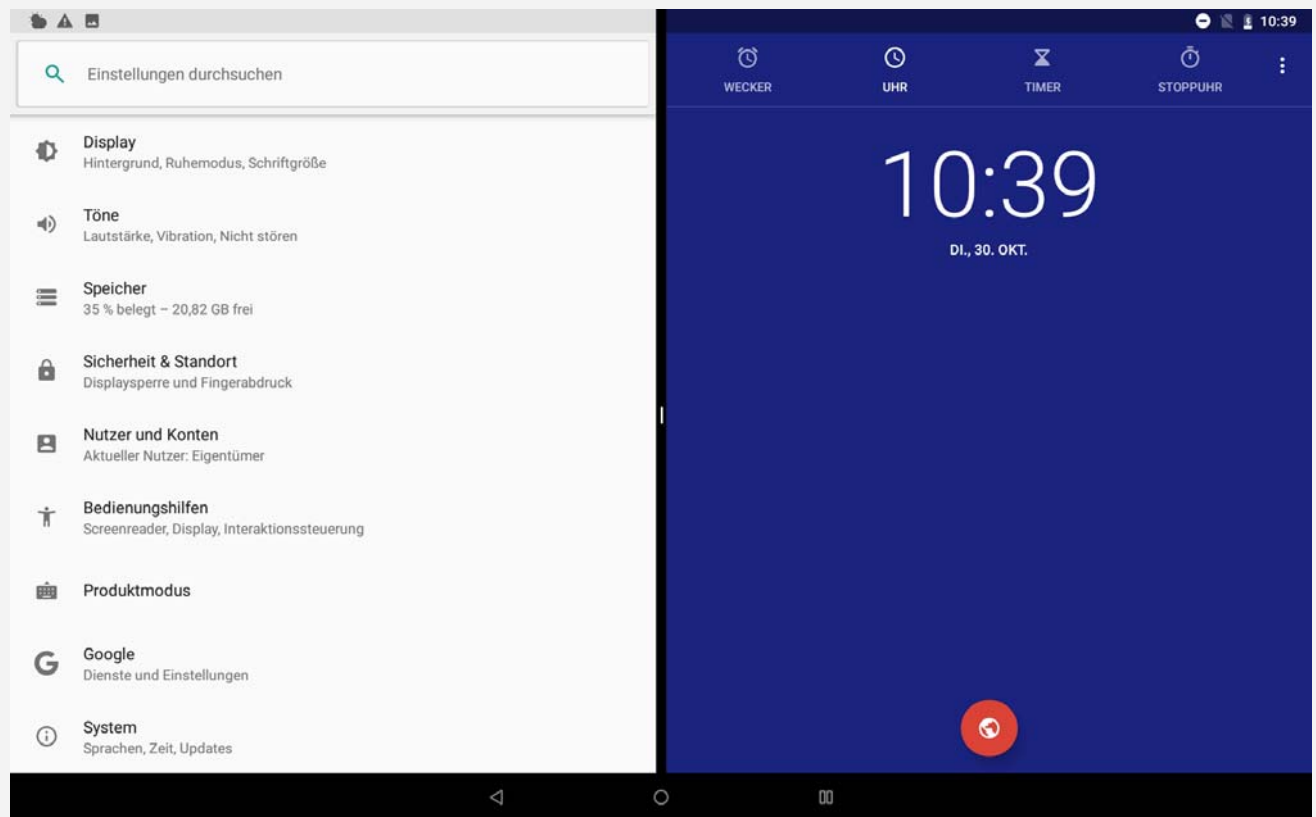 10:39
Einstellungen durchsuchen
Display
Hintergrund, Ruhemodus, Schriftgröße
Töne
Lautstärke, Vibration, Nicht stören
Speicher
35 % belegt – 20,82 GB frei
Sicherheit & Standort
Displaysperre und Fingerabdruck
Nutzer und Konten
Aktueller Nutzer: Eigentümer
Bedienungshilfen
Screenreader, Display, Interaktionssteuerung
Produktmodus
Google
Dienste und Einstellungen
System
Sprachen, Zeit, Updates
WECKER
UHR
TIMER
STOPPUHR
10:39
DI., 30. OKT.